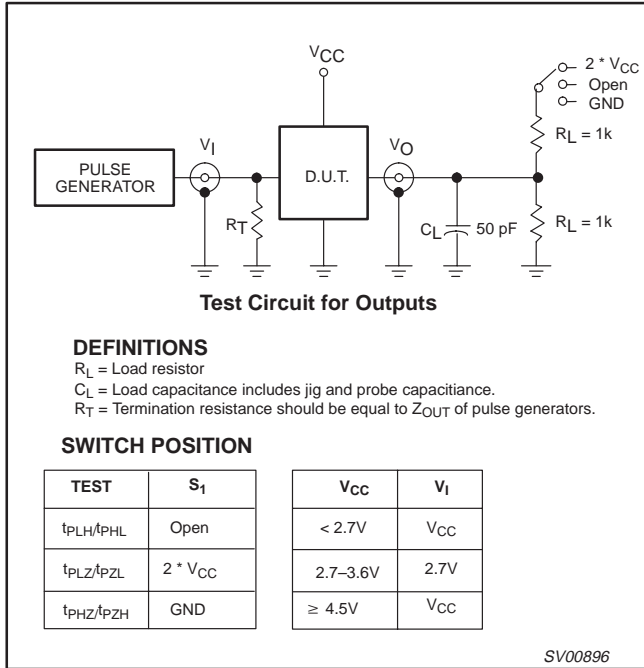 VCC
2 * VCC
Open
GND
VI
VO
RL = 1k
PULSE
GENERATOR
D.U.T.
RT
CL
50 pF
RL = 1k
Test Circuit for Outputs
DEFINITIONS
RL = Load resistor
CL = Load capacitance includes jig and probe capacitiance.
RT = Termination resistance should be equal to ZOUT of pulse generators.
SWITCH POSITION
TEST S1
tPLH/tPHL Open
tPLZ/tPZL 2 * VCC
tPHZ/tPZH GND
VCC VI
< 2.7V VCC
2.7–3.6V 2.7V
≥ 4.5V VCC
SV00896